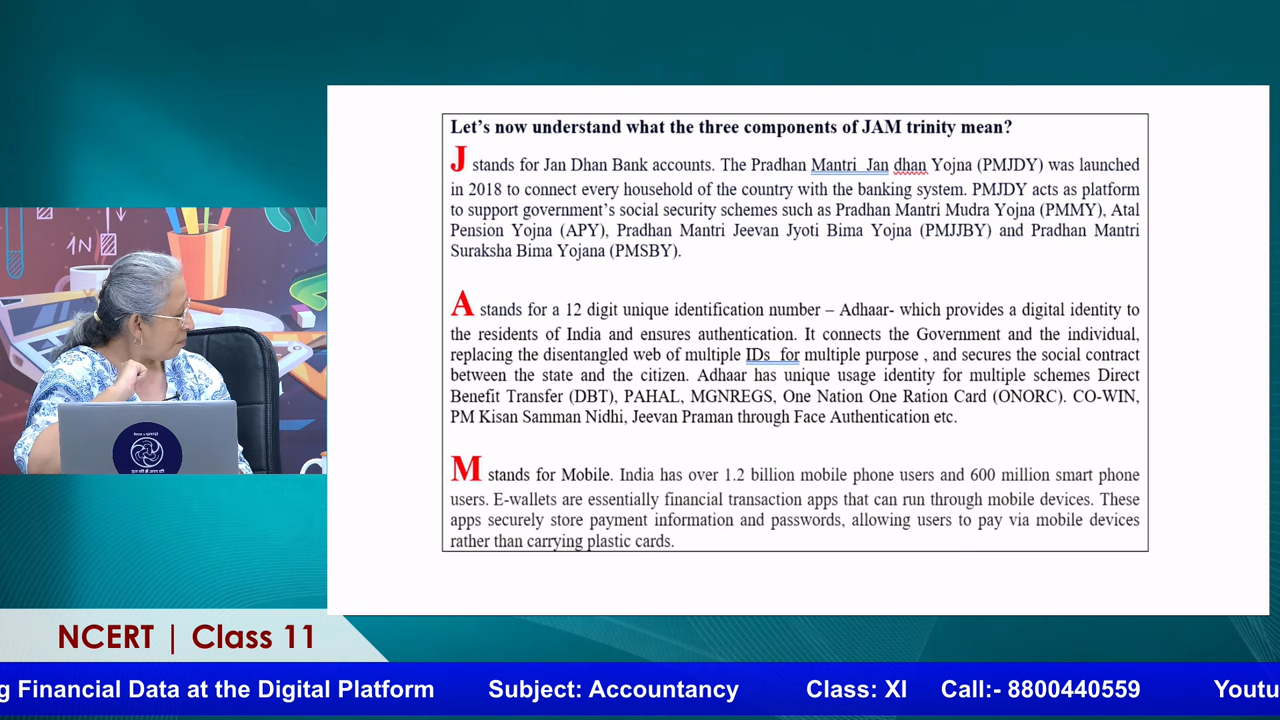 Let’s now understand what the three components of JAM trinity mean?
J stands for Jan Dhan Bank accounts. The Pradhan Mantri Jan dhan Yojna (PMJDY) was launched
in 2018 to connect every household of the country with the banking system. PMJDY acts as platform
to support government’s social security schemes such as Pradhan Mantri Mudra Yojna (PMMY), Atal
Pension Yojna (APY), Pradhan Mantri Jeevan Jyoti Bima Yojna (PMJJBY) and Pradhan Mantri
Suraksha Bima Yojana (PMSBY).
A stands for a 12 digit unique identification number – Adhaar- which provides a digital identity to
the residents of India and ensures authentication. It connects the Government and the individual,
replacing the disentangled web of multiple IDs for multiple purpose , and secures the social contract
between the state and the citizen. Adhaar has unique usage identity for multiple schemes Direct
Benefit Transfer (DBT), PAHAL, MGNREGS, One Nation One Ration Card (ONORC). CO-WIN,
PM Kisan Samman Nidhi, Jeevan Praman through Face Authentication etc.
M stands for Mobile. India has over 1.2 billion mobile phone users and 600 million smart phone
users. E-wallets are essentially financial transaction apps that can run through mobile devices. These
apps securely store payment information and passwords, allowing users to pay via mobile devices
rather than carrying plastic cards.
1N
NCERT | Class 11
g Financial Data at the Digital Platform Subject: Accountancy Class: XI Call:- 8800440559 Youtu